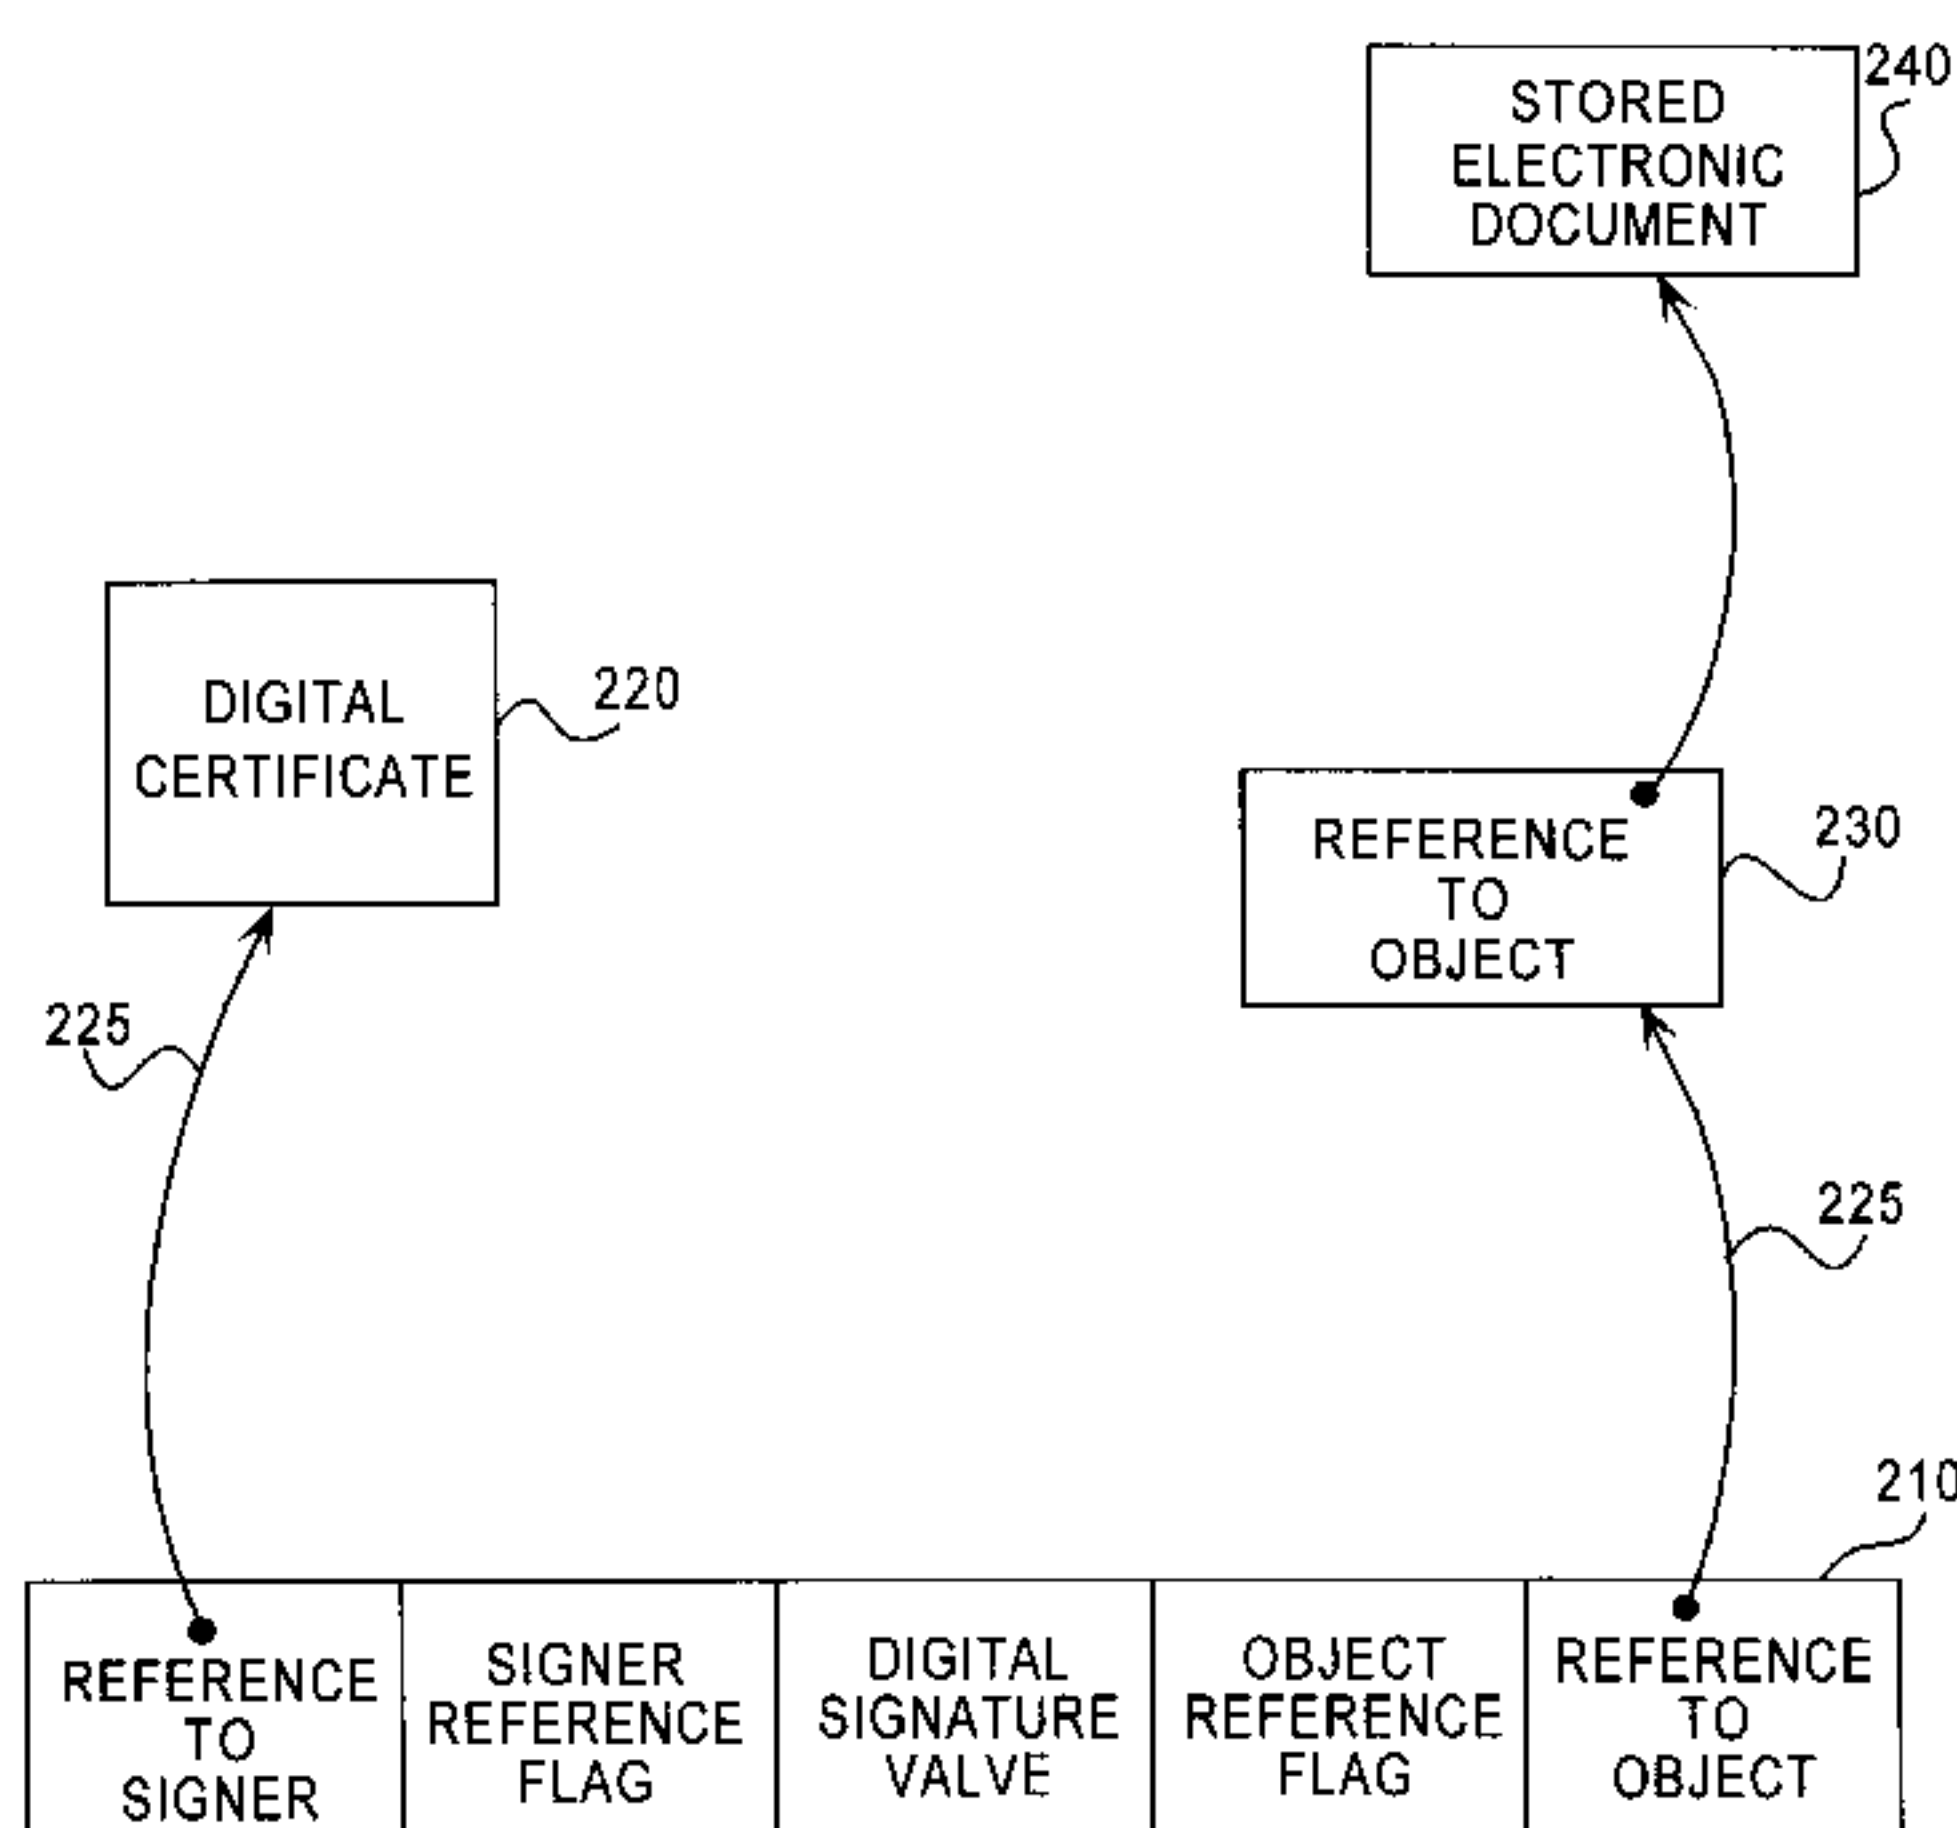 240
STORED
ELECTRONIC
DOCUMENT
DIGITAL
CERTIFICATE
220
REFERENCE
TO
OBJECT
230
225
225
210
REFERENCE
TO
SIGNER
SIGNER
REFERENCE
FLAG
DIGITAL
SIGNATURE
VALVE
OBJECT
REFERENCE
FLAG
REFERENCE
TO
OBJECT